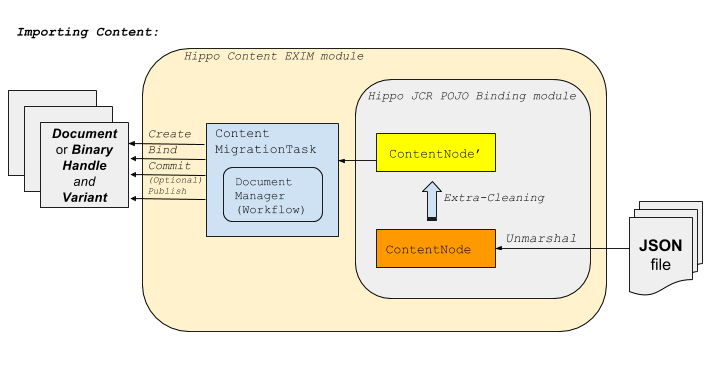 Importing Content:
Hippo Content EXIM module
Hippo JCR POJO Binding module
Document
or Binary
Handle
and
Variant
Create
Bind
Commit
(Optional)
Publish
Content
MigrationTask
Document
Manager
(Workflow)
ContentNode’
Extra-Cleaning
ContentNode
Unmarshal
JSON
file